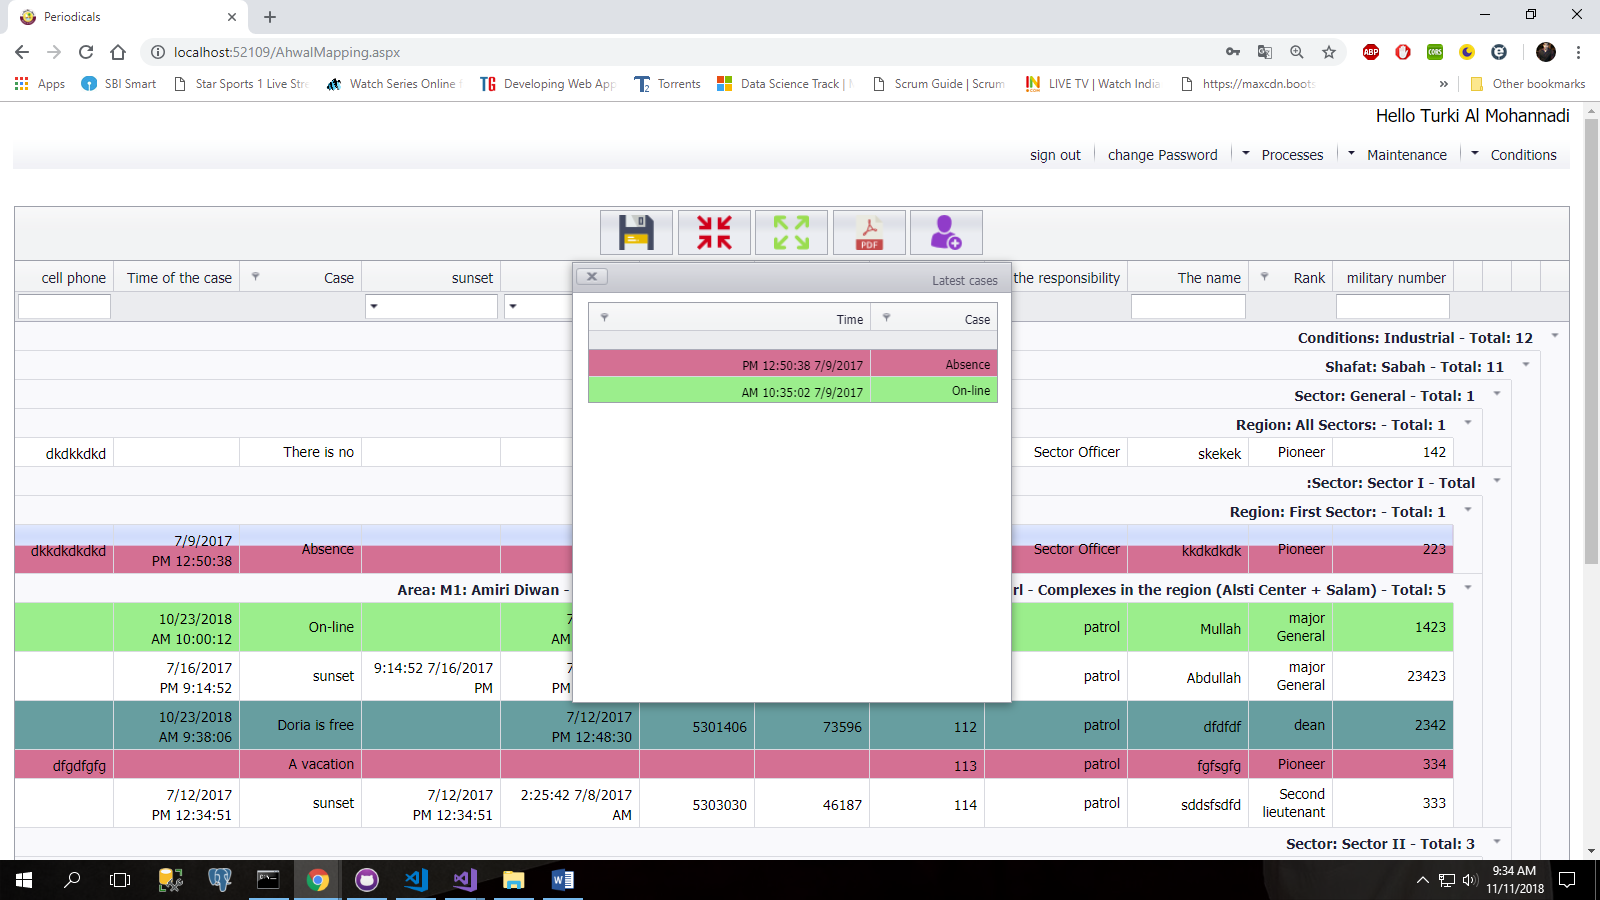 Periodicals
localhost:52109/AhwalMapping.aspx
ABP
CORS
Apps
SBI Smart
Star Sports 1 Live Stre
Watch Series Online f
TG Developing Web App
Torrents
Data Science Track |
Scrum Guide | Scrum
IN LIVE TV | Watch India
https://maxcdn.boots
»
Other bookmarks
Hello Turki Al Mohannadi
sign out change Password Processes Maintenance Conditions
PDF
cell phone Time of the case Case sunset the responsibility The name Rank military number
Latest cases
Time Case
PM 12:50:38 7/9/2017 Absence
AM 10:35:02 7/9/2017 On-line
Conditions: Industrial - Total: 12
Shafat: Sabah - Total: 11
Sector: General - Total: 1
Region: All Sectors: - Total: 1
dkdkkdkd There is no Sector Officer skekek Pioneer 142
:Sector: Sector I - Total
Region: First Sector: - Total: 1
dkkdkdkdkd 7/9/2017 PM 12:50:38 Absence Sector Officer kkdkdkdk Pioneer 223
Area: M1: Amiri Diwan - rl - Complexes in the region (Alsti Center + Salam) - Total: 5
10/23/2018 AM 10:00:12 On-line 7 AM patrol Mullah major General 1423
7/16/2017 PM 9:14:52 sunset 9:14:52 7/16/2017 PM 7 PM patrol Abdullah major General 23423
10/23/2018 AM 9:38:06 Doria is free 7/12/2017 PM 12:48:30 5301406 73596 112 patrol dfdfdf dean 2342
dfgdfgfg A vacation 113 patrol fgfsgfg Pioneer 334
7/12/2017 PM 12:34:51 sunset 7/12/2017 PM 12:34:51 2:25:42 7/8/2017 AM 5303030 46187 114 patrol sddsfsdfd Second lieutenant 333
Sector: Sector II - Total: 3
9:34 AM
11/11/2018